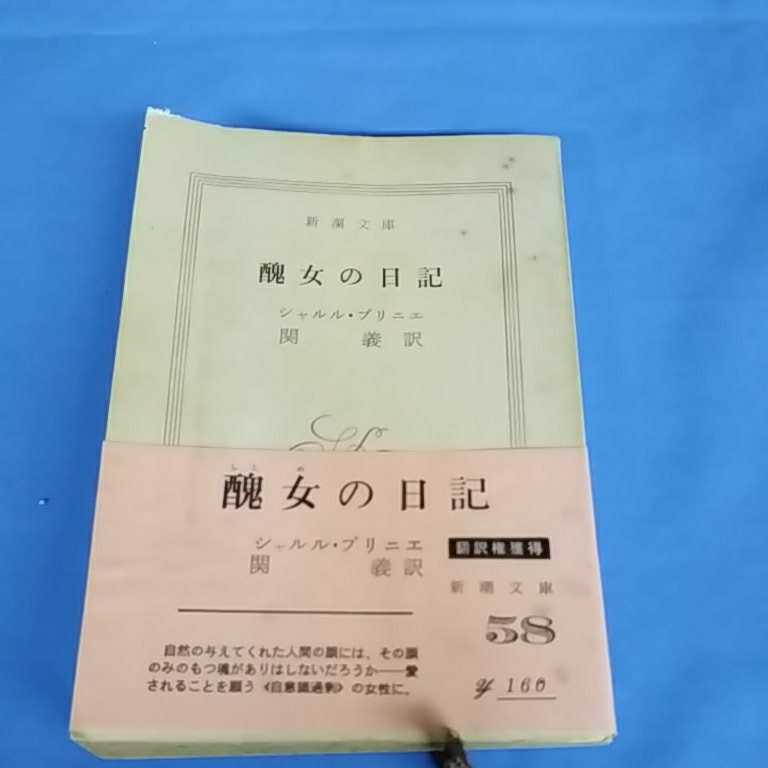 新潮文庫
醜女の日記
シャルル・プリニエ
関 義訳
しこ め
醜女の日記
シャルル・プリニエ
関 義訳
翻訳権獲得
新潮文庫
58
¥ 160
自然の与えてくれた人間の顔には、その顔
のみのもつ魂がありはしないだろうか――愛
されることを願う《自意識過剰》の女性に。